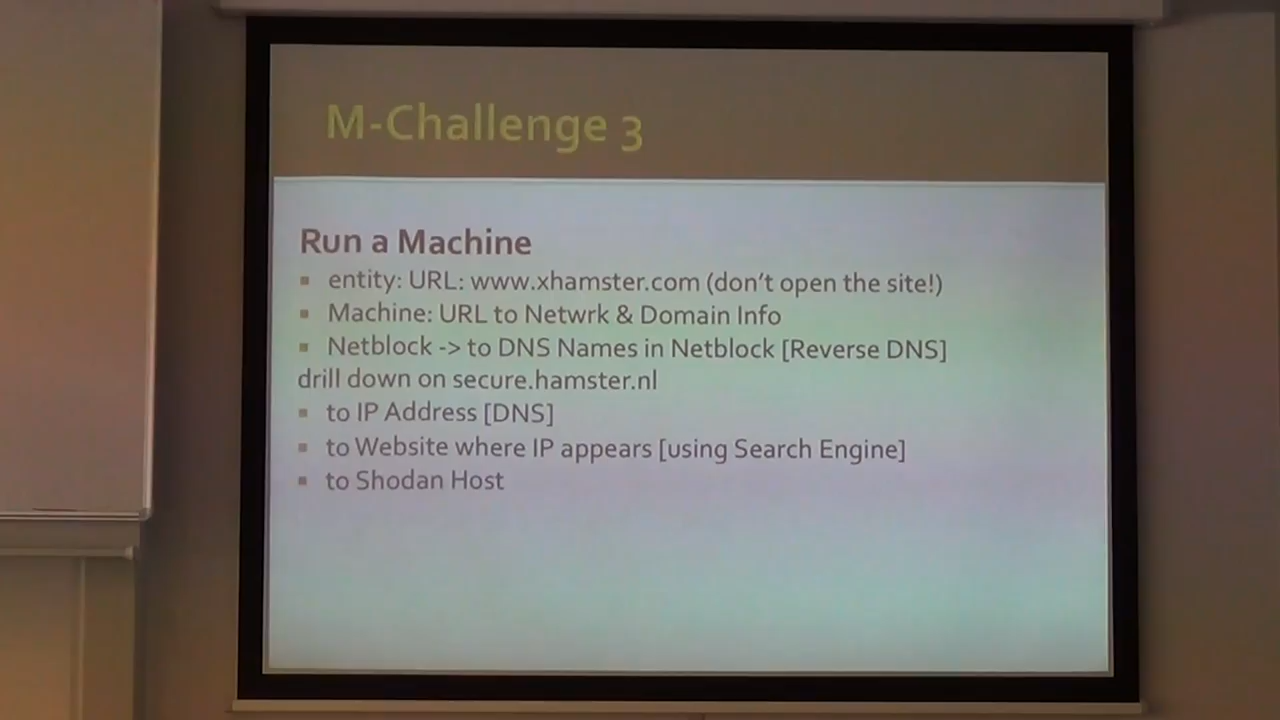 M-Challenge 3
Run a Machine
entity: URL: www.xhamster.com (don't open the site!)
Machine: URL to Netwrk & Domain Info
Netblock -> to DNS Names in Netblock [Reverse DNS]
drill down on secure.hamster.nl
to IP Address [DNS]
to Website where IP appears [using Search Engine]
to Shodan Host